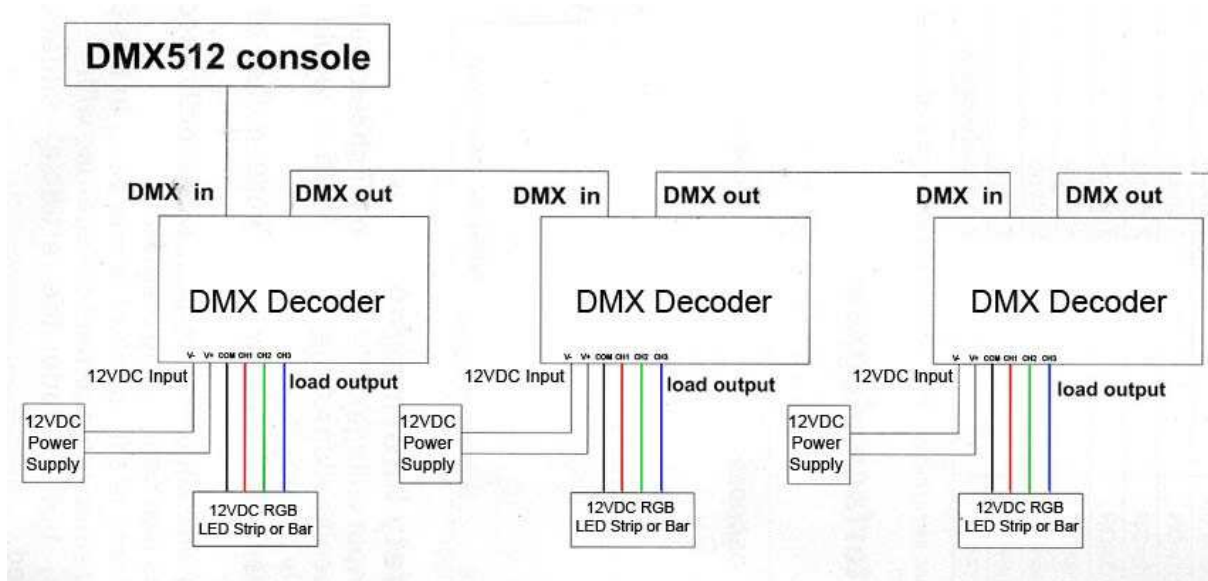 DMX512 console
DMX in
DMX out
DMX in
DMX out
DMX in
DMX out
DMX Decoder
DMX Decoder
DMX Decoder
V- V+ COM CH1 CH2 CH3
V- V+ COM CH1 CH2 CH3
V- V+ COM CH1 CH2 CH3
12VDC Input
load output
12VDC Input
load output
12VDC Input
load output
12VDC
Power
Supply
12VDC
Power
Supply
12VDC
Power
Supply
12VDC RGB
LED Strip or Bar
12VDC RGB
LED Strip or Bar
12VDC RGB
LED Strip or Bar